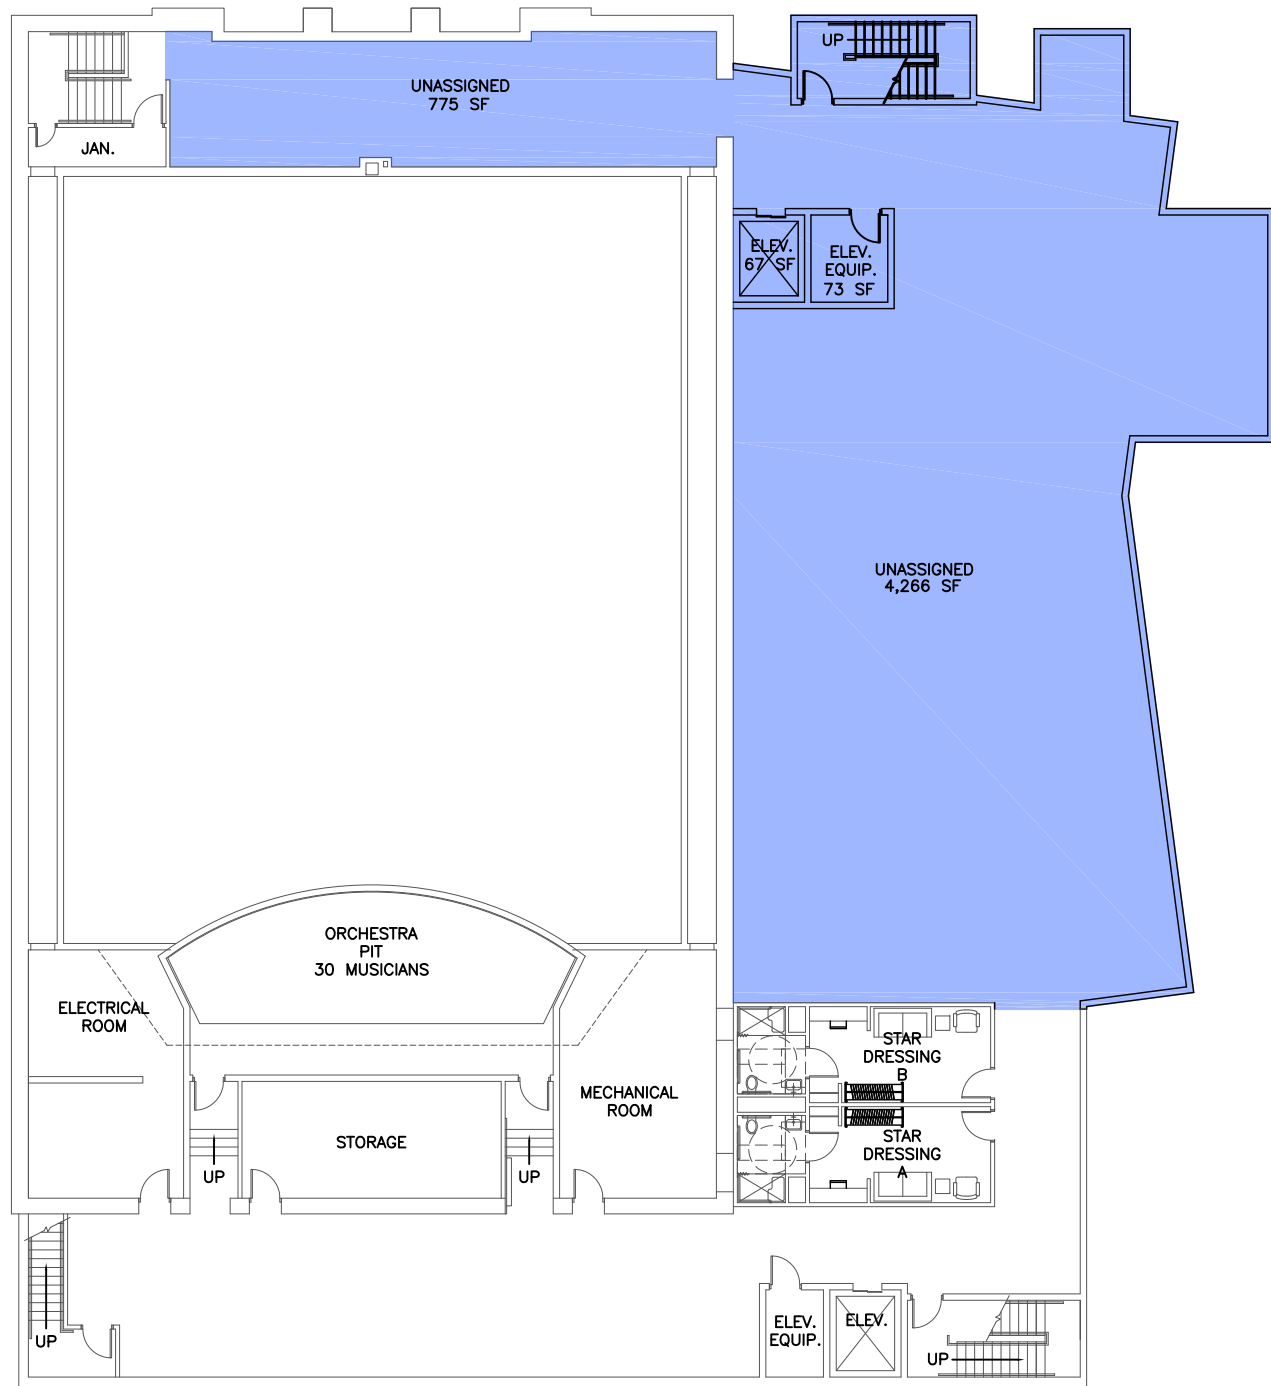 UP
UNASSIGNED
775 SF
JAN.
ELEV.
67 SF
ELEV.
EQUIP.
73 SF
UNASSIGNED
4,266 SF
ORCHESTRA
PIT
30 MUSICIANS
ELECTRICAL
ROOM
STAR
DRESSING
B
MECHANICAL
ROOM
STORAGE
STAR
DRESSING
A
UP
UP
UP
ELEV.
EQUIP.
ELEV.
UP